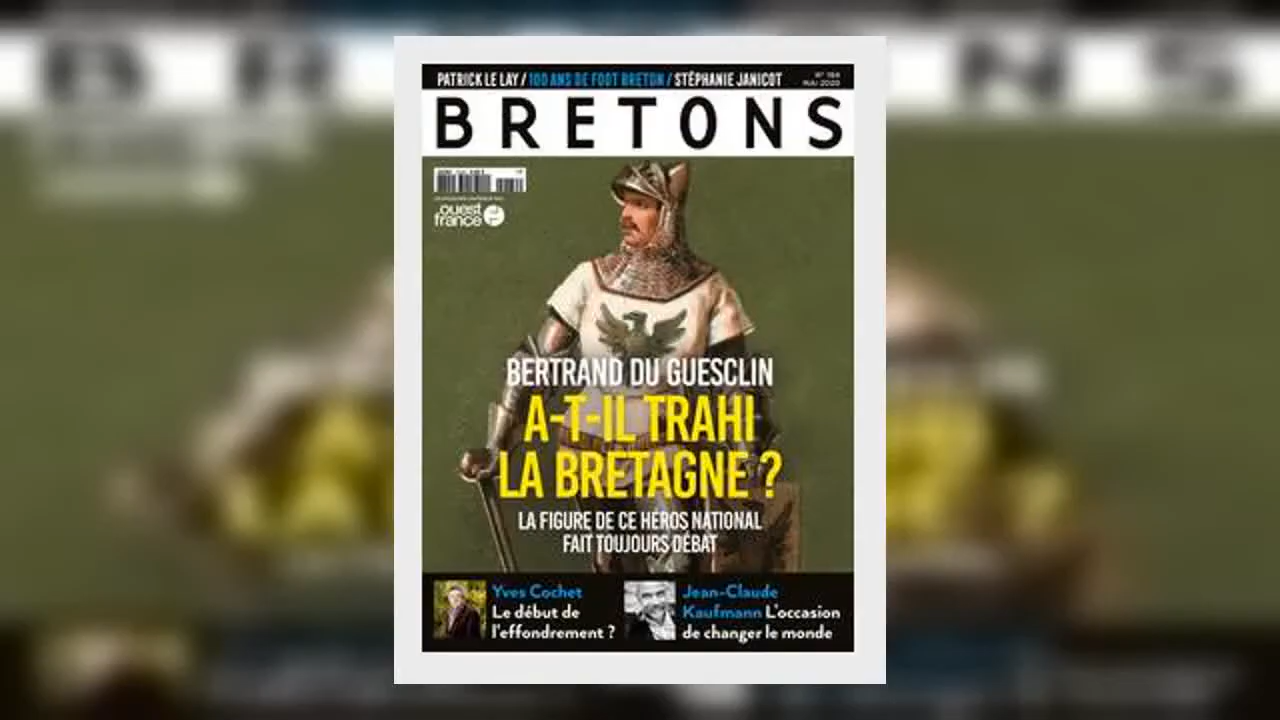 PATRICK LE LAY / 100 ANS DE FOOT BRETON / STÉPHANIE JANICOT
MAI 2020
BRETONS
ouest
france
BERTRAND DU GUESCLIN
A-T-IL TRAHI
LA BRETAGNE ?
LA FIGURE DE CE HÉROS NATIONAL
FAIT TOUJOURS DÉBAT
Yves Cochet
Le début de
l'effondrement ?
Jean-Claude
Kaufmann L'occasion
de changer le monde